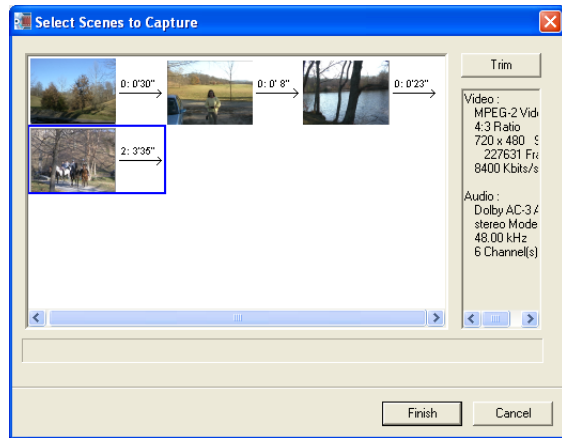 Select Scenes to Capture
0: 0'30"
0: 0' 8"
0: 0'23"
2: 3'35"
Trim
Video :
MPEG-2 Vid
4:3 Ratio
720 x 480
227631 Fra
8400 Kbits/s
Audio :
Dolby AC-3
stereo Mode
48.00 kHz
6 Channel(s)
Finish
Cancel